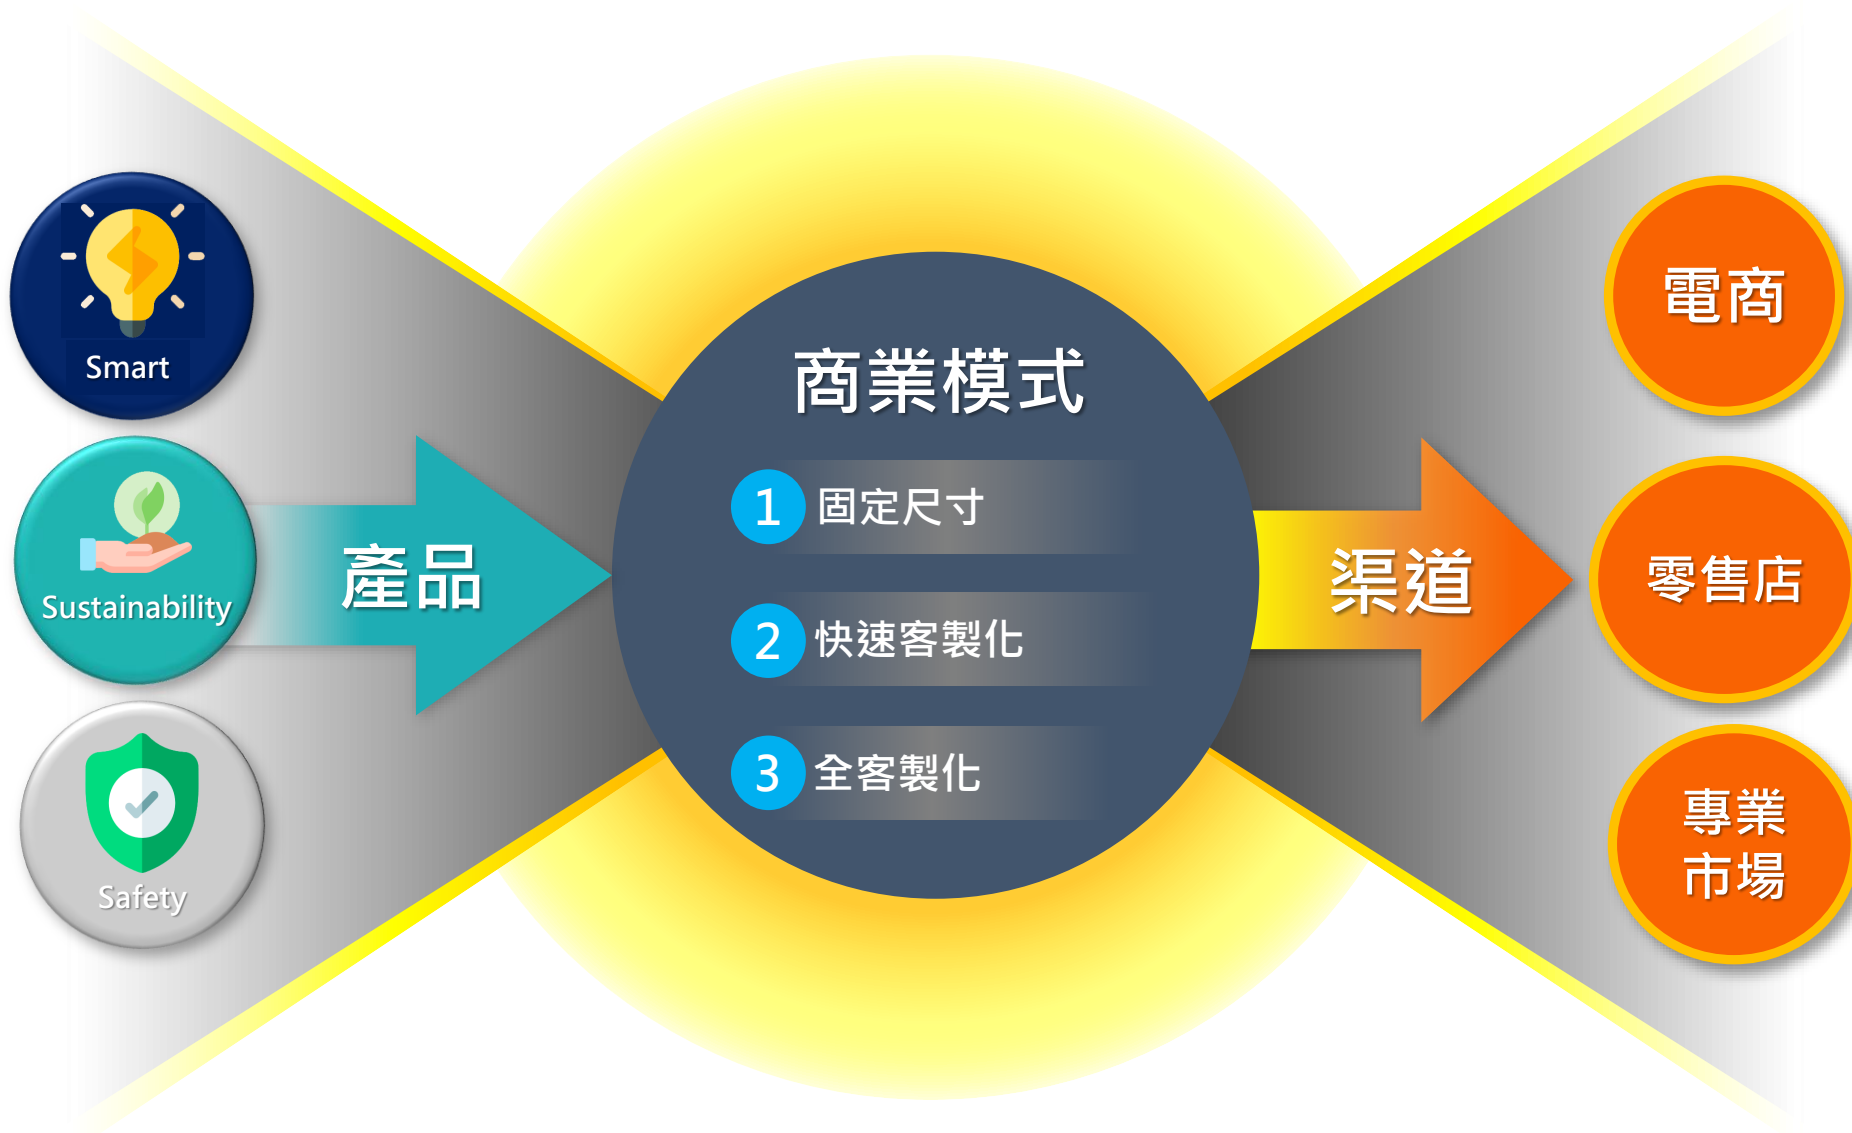 Smart
Sustainability
Safety
產品
商業模式
1 固定尺寸
2 快速客製化
3 全客製化
渠道
電商
零售店
專業
市場